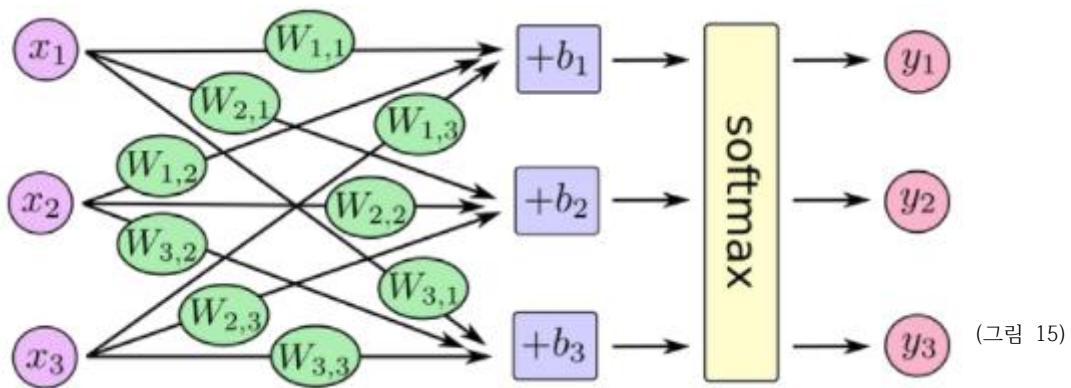 x₁ W₁,₁ +b₁ y₁
W₂,₁ W₁,₃
W₁,₂
x₂ W₂,₂ +b₂ softmax y₂
W₃,₂
W₃,₁
W₂,₃
x₃ W₃,₃ +b₃ y₃ (그림 15)